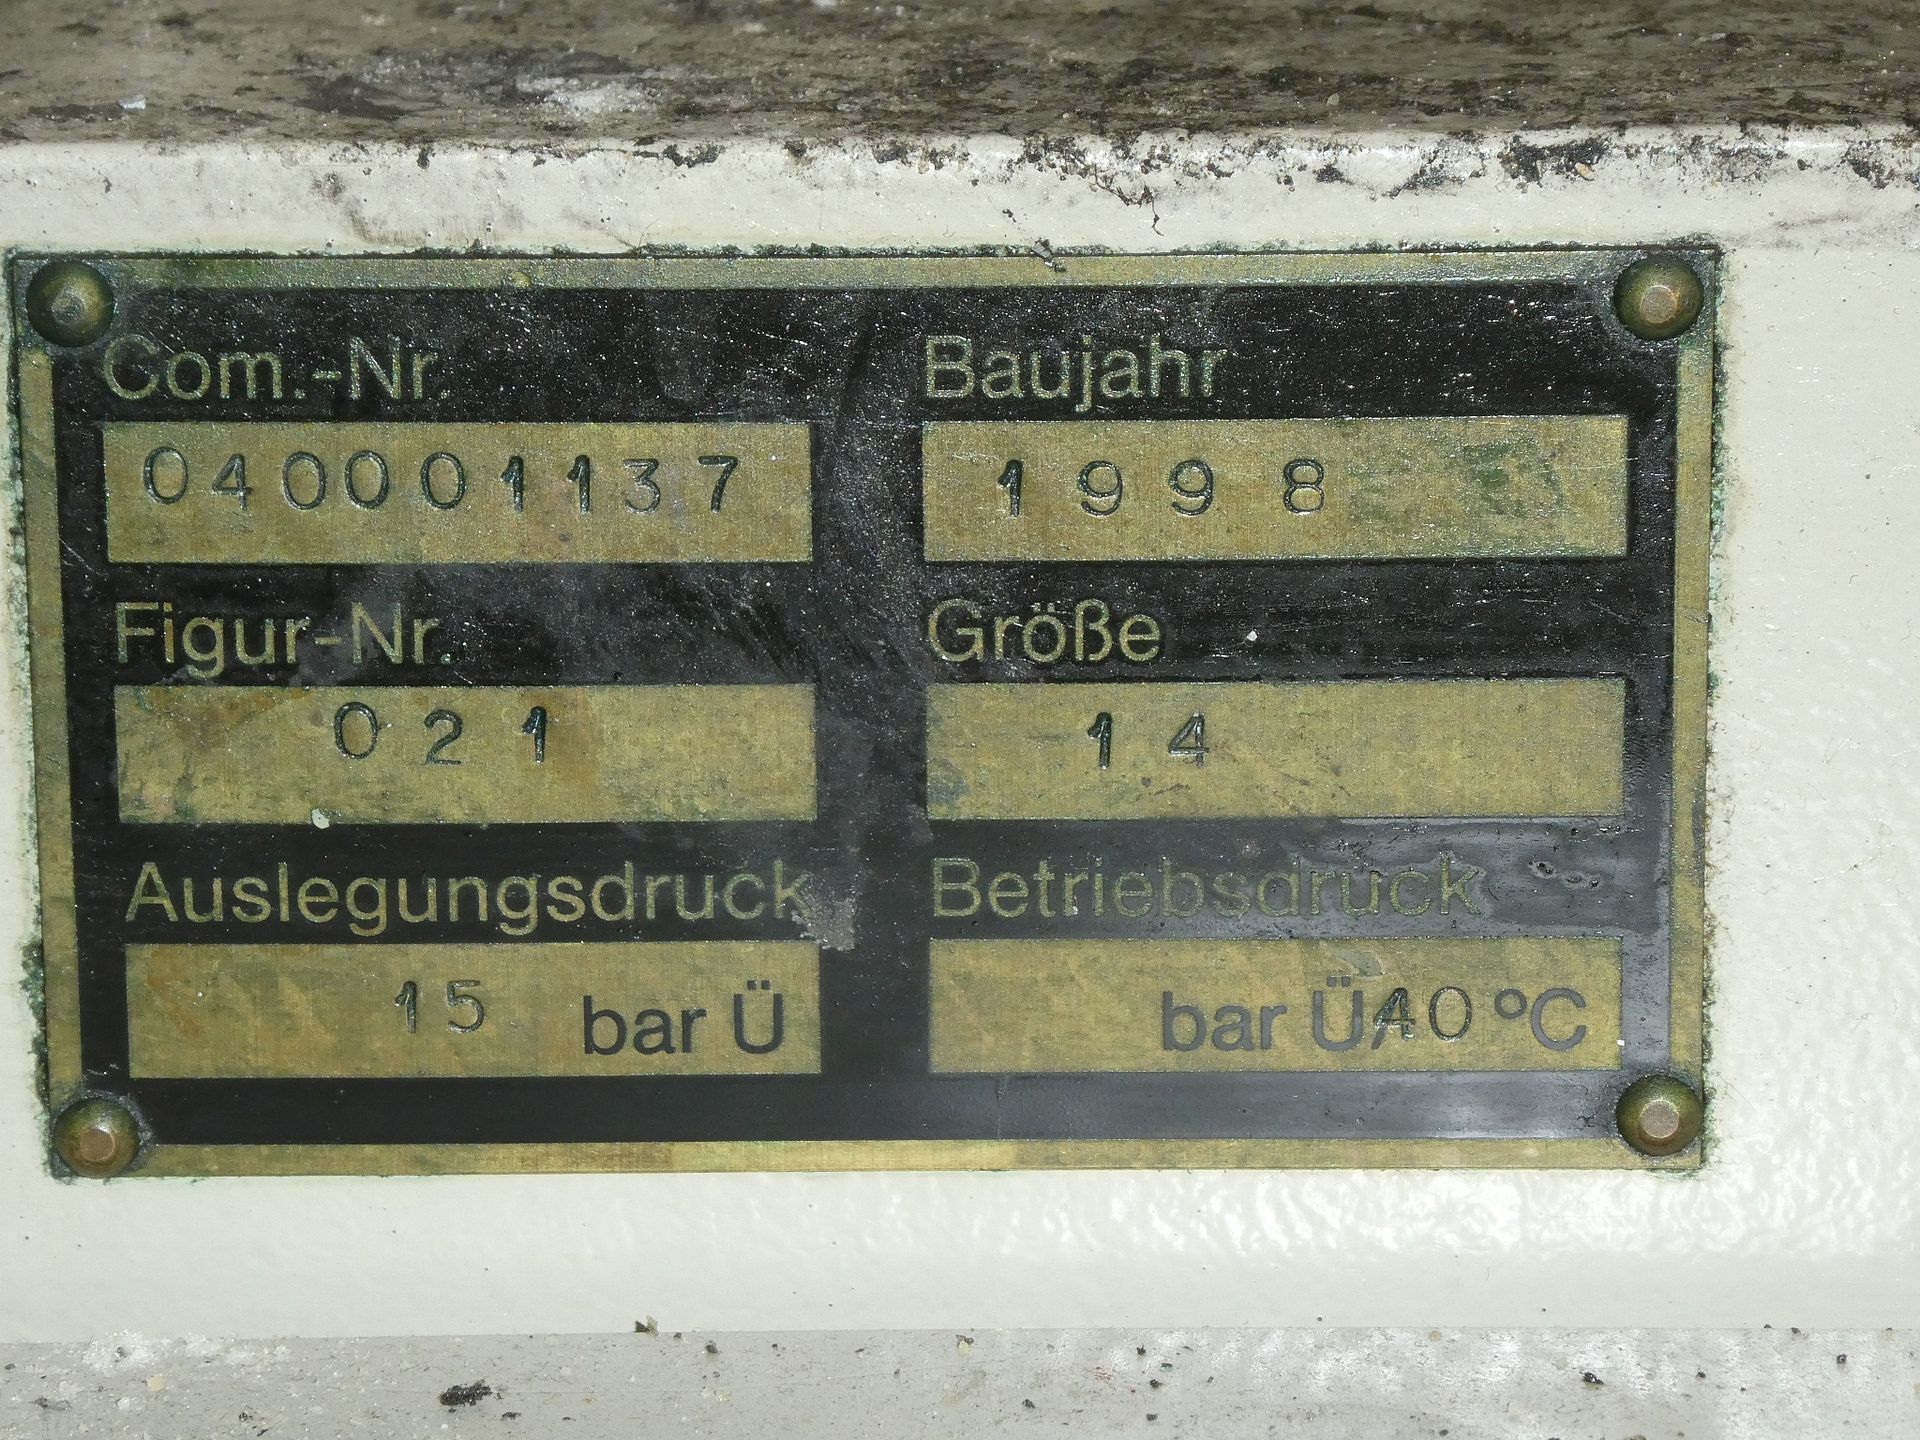 Com.-Nr. Baujahr
040001137 1998
Figur-Nr. Größe
021 14
Auslegungsdruck Betriebsdruck
15 bar Ü bar Ü/40 °C